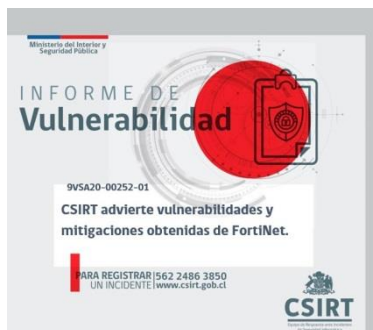 Ministerio del Interior y
Seguridad Pública
INFORME DE
Vulnerabilidad
9VSA20-00252-01
CSIRT advierte vulnerabilidades y
mitigaciones obtenidas de FortiNet.
PARA REGISTRAR | 562 2486 3850
UN INCIDENTE | www.csirt.gob.cl
CSIRT